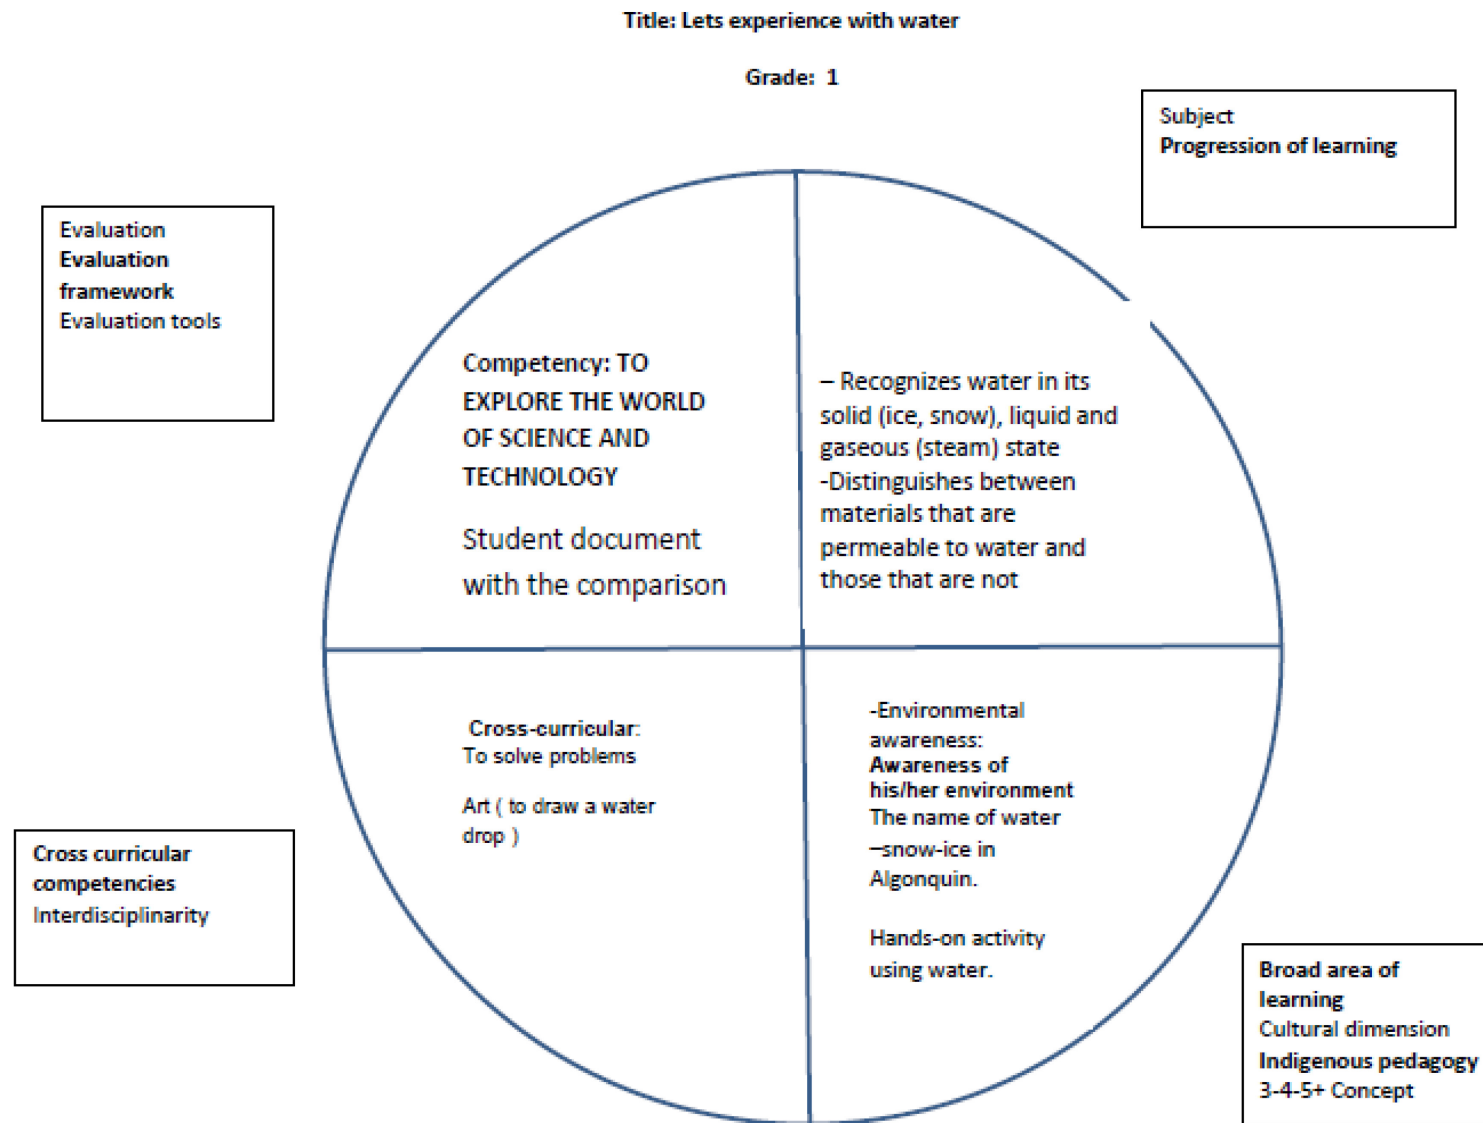 Title: Lets experience with water
Grade: 1
Subject
Progression of learning
Evaluation
Evaluation
framework
Evaluation tools
Competency: TO
EXPLORE THE WORLD
OF SCIENCE AND
TECHNOLOGY
Student document
with the comparison
– Recognizes water in its
solid (ice, snow), liquid and
gaseous (steam) state
-Distinguishes between
materials that are
permeable to water and
those that are not
Cross-curricular:
To solve problems
Art ( to draw a water
drop )
-Environmental
awareness:
Awareness of
his/her environment
The name of water
–snow-ice in
Algonquin.
Hands-on activity
using water.
Cross curricular
competencies
Interdisciplinarity
Broad area of
learning
Cultural dimension
Indigenous pedagogy
3-4-5+ Concept